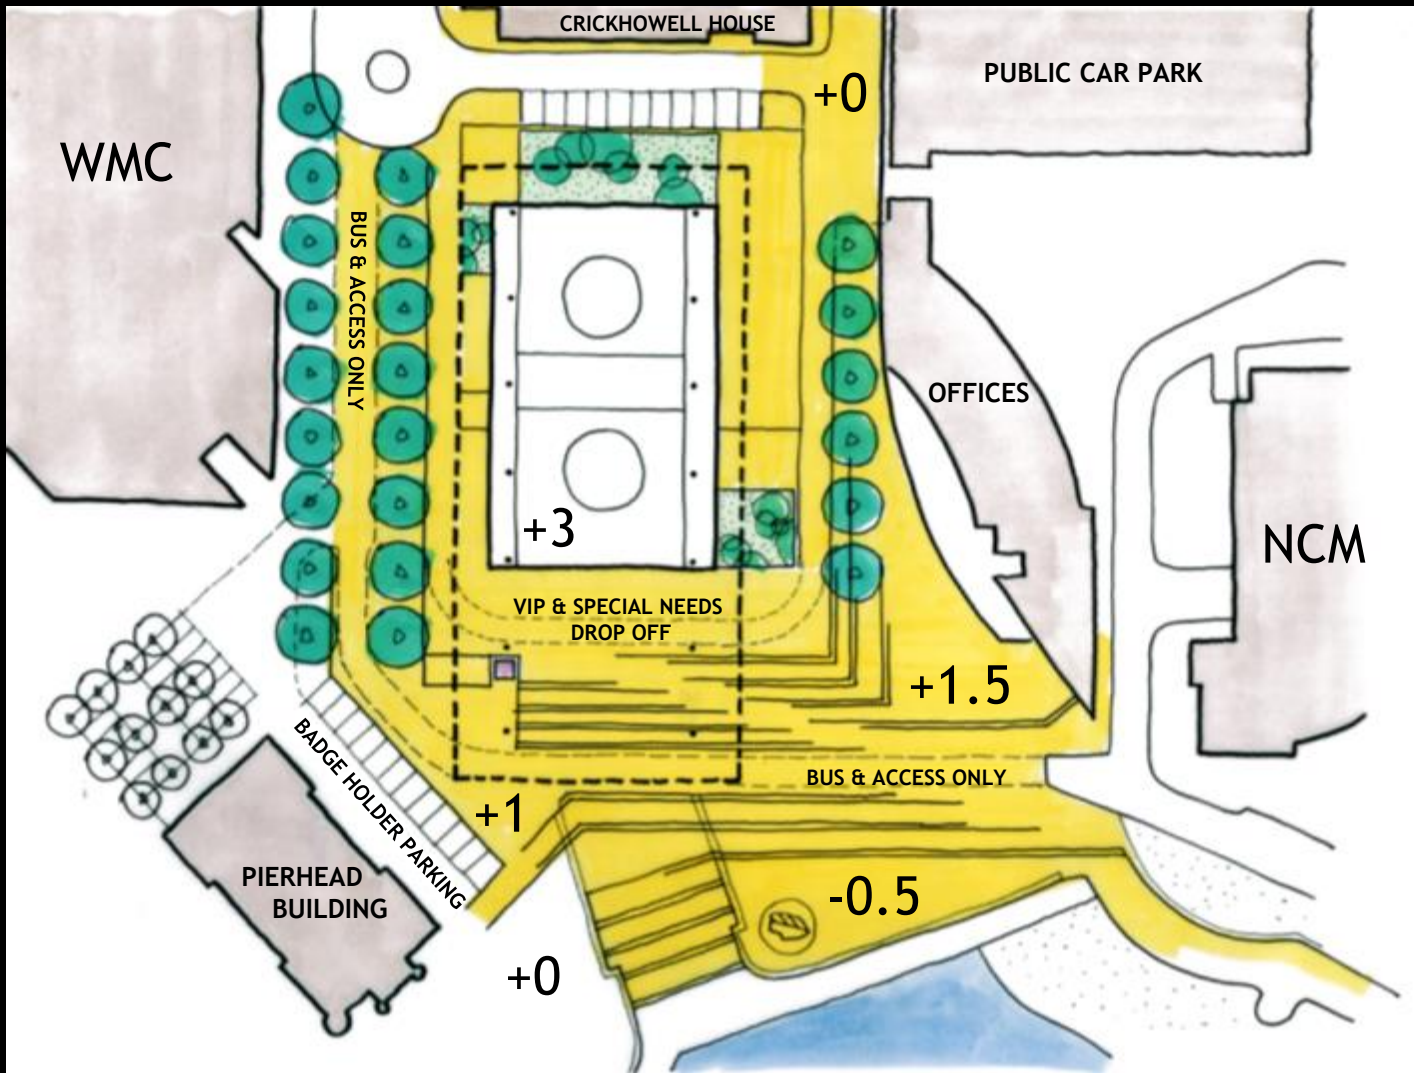 CRICKHOWELL HOUSE
PUBLIC CAR PARK
+0
WMC
BUS & ACCESS ONLY
OFFICES
+3
NCM
VIP & SPECIAL NEEDS
DROP OFF
+1.5
BADGE HOLDER PARKING
BUS & ACCESS ONLY
+1
PIERHEAD
BUILDING
-0.5
+0